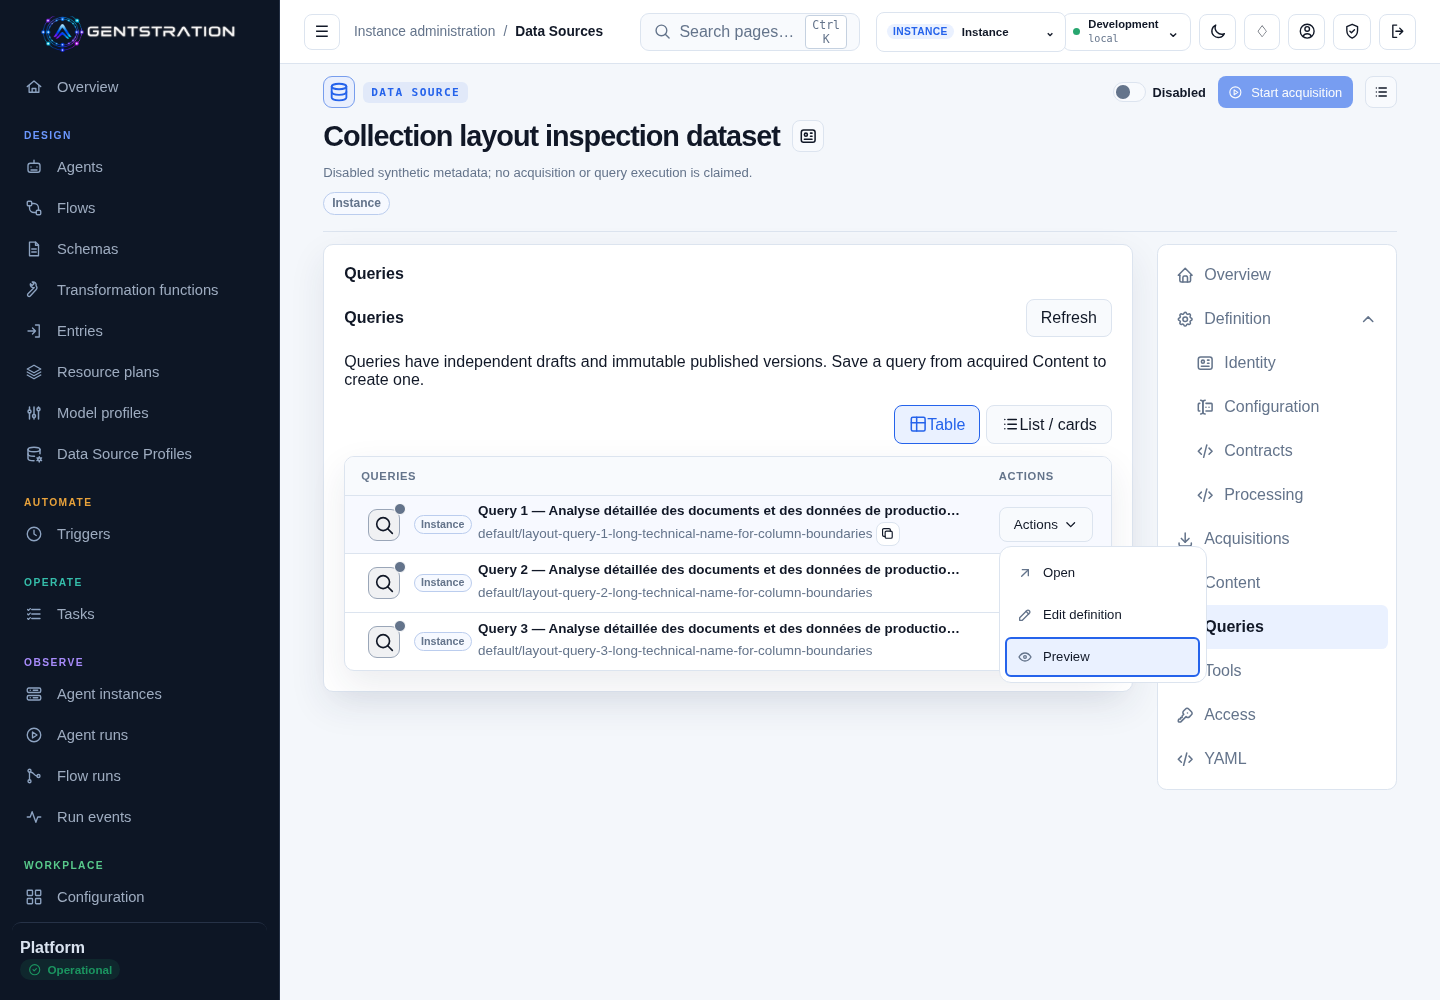 GENTSTRATION
Overview
DESIGN
Agents
Flows
Schemas
Transformation functions
Entries
Resource plans
Model profiles
Data Source Profiles
AUTOMATE
Triggers
OPERATE
Tasks
OBSERVE
Agent instances
Agent runs
Flow runs
Run events
WORKPLACE
Configuration
Platform
Operational
Instance administration / Data Sources
Search pages…
Ctrl
K
INSTANCE Instance
Development
local
DATA SOURCE
Disabled
Start acquisition
Collection layout inspection dataset
Disabled synthetic metadata; no acquisition or query execution is claimed.
Instance
Queries
Queries
Refresh
Queries have independent drafts and immutable published versions. Save a query from acquired Content to
create one.
Table
List / cards
QUERIES
ACTIONS
Instance
Query 1 — Analyse détaillée des documents et des données de productio…
default/layout-query-1-long-technical-name-for-column-boundaries
Actions
Instance
Query 2 — Analyse détaillée des documents et des données de productio…
default/layout-query-2-long-technical-name-for-column-boundaries
Instance
Query 3 — Analyse détaillée des documents et des données de productio…
default/layout-query-3-long-technical-name-for-column-boundaries
Open
Edit definition
Preview
Overview
Definition
Identity
Configuration
Contracts
Processing
Acquisitions
Content
Queries
Tools
Access
YAML